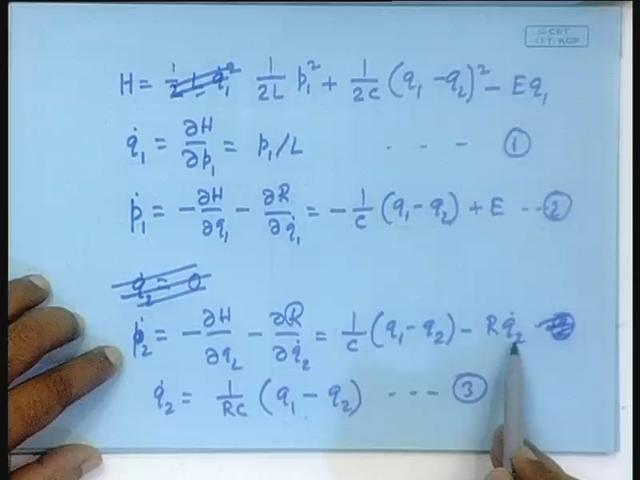 © CET
I.I.T. KGP
H = 1/2L p₁² + 1/2C (q₁ − q₂)² − Eq₁
q̇₁ = ∂H/∂p₁ = p₁/L - - - ①
ṗ₁ = −∂H/∂q₁ − ∂R/∂q̇₁ = −1/C (q₁ − q₂) + E -- ②
q̇₂ = 0
ṗ₂ = −∂H/∂q₂ − ∂R/∂q̇₂ = 1/C (q₁ − q₂) − Rq̇₂
q̇₂ = 1/RC (q₁ − q₂) --- ③